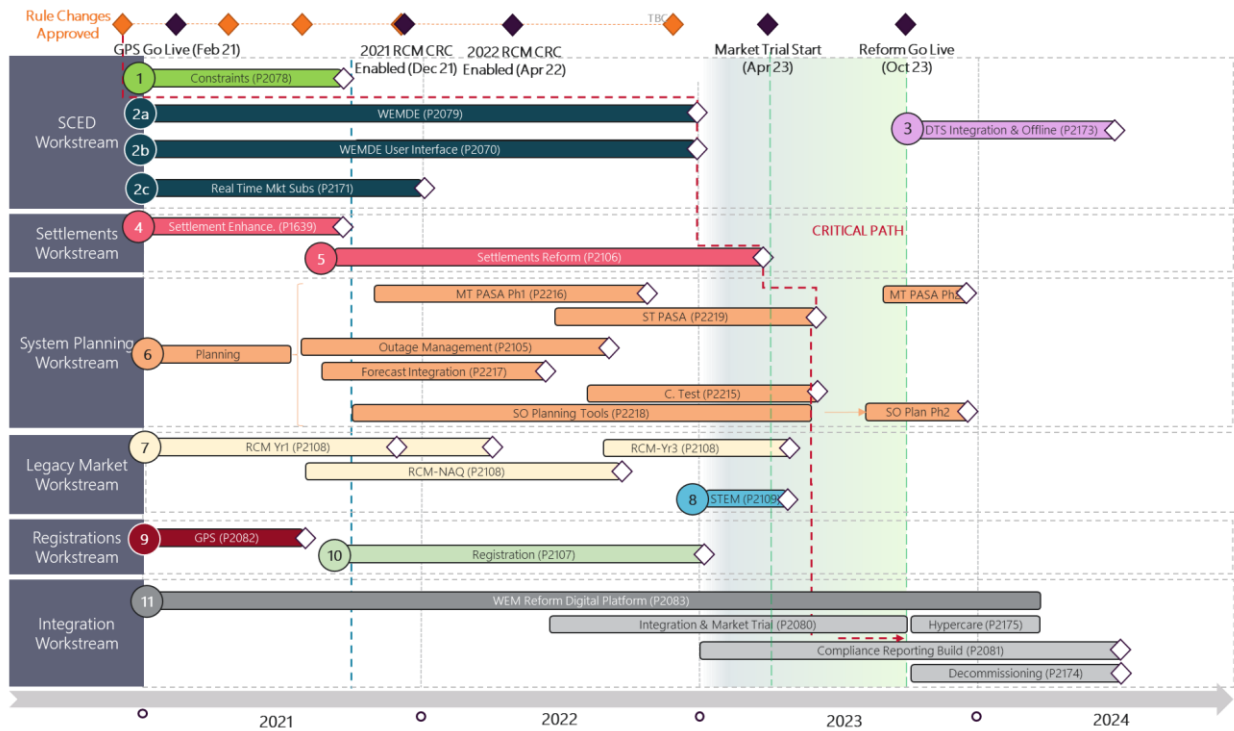 Rule Changes
Approved
TBC
GPS Go Live (Feb 21)
2021 RCM CRC
Enabled (Dec 21)
2022 RCM CRC
Enabled (Apr 22)
Market Trial Start
(Apr 23)
Reform Go Live
(Oct 23)
SCED
Workstream
1
Constraints (P2078)
2a
WEMDE (P2079)
3
DTS Integration & Offline (P2173)
2b
WEMDE User Interface (P2070)
2c
Real Time Mkt Subs (P2171)
Settlements
Workstream
4
Settlement Enhance. (P1639)
CRITICAL PATH
5
Settlements Reform (P2106)
System Planning
Workstream
MT PASA Ph1 (P2216)
MT PASA Ph2
ST PASA (P2219)
6
Planning
Outage Management (P2105)
Forecast Integration (P2217)
C. Test (P2215)
SO Planning Tools (P2218)
SO Plan Ph2
Legacy Market
Workstream
7
RCM Yr1 (P2108)
RCM-Yr3 (P2108)
RCM-NAQ (P2108)
8
STEM (P2109)
Registrations
Workstream
9
GPS (P2082)
10
Registration (P2107)
Integration
Workstream
11
WEM Reform Digital Platform (P2083)
Integration & Market Trial (P2080)
Hypercare (P2175)
Compliance Reporting Build (P2081)
Decommissioning (P2174)
2021
2022
2023
2024